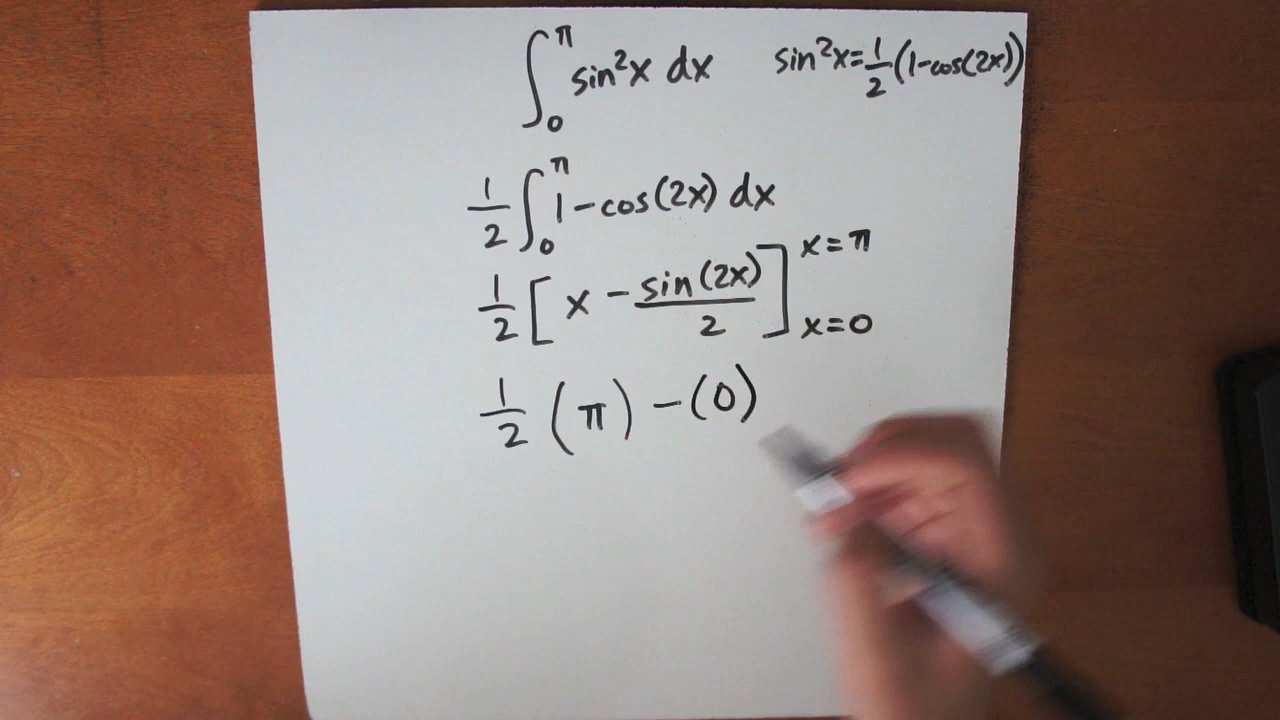 ∫₀^π sin²x dx sin²x = 1/2 (1-cos(2x))
1/2 ∫₀^π 1-cos(2x) dx
1/2 [x - sin(2x)/2] x=π x=0
1/2 (π) - (0)